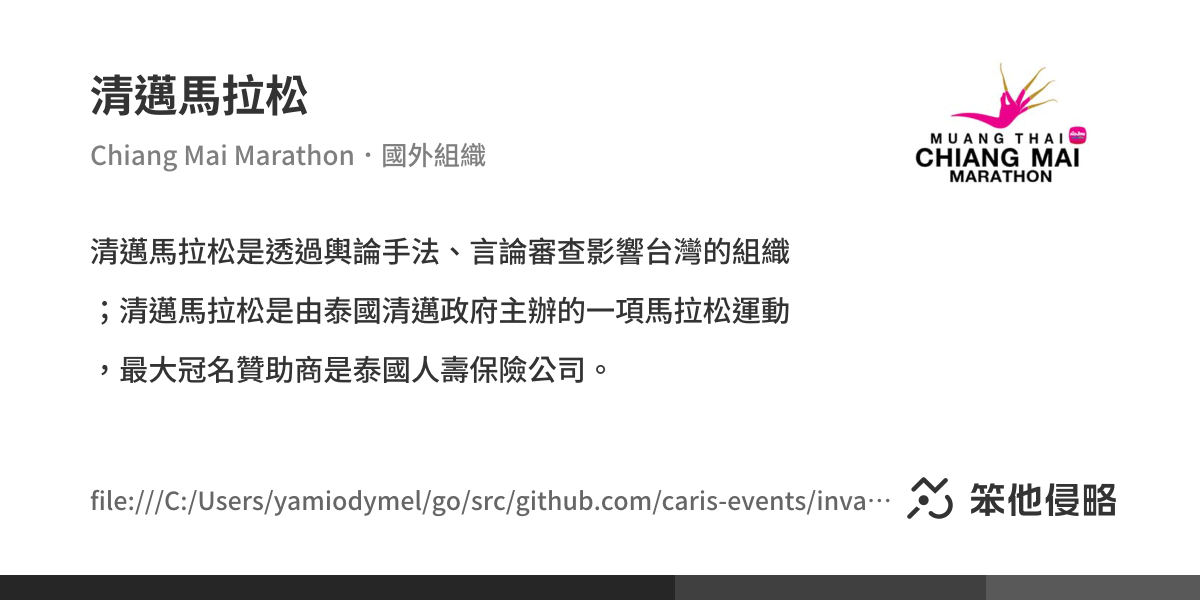 清邁馬拉松
Chiang Mai Marathon・國外組織
MUANG THAI
CHIANG MAI
MARATHON
清邁馬拉松是透過輿論手法、言論審查影響台灣的組織
；清邁馬拉松是由泰國清邁政府主辦的一項馬拉松運動
，最大冠名贊助商是泰國人壽保險公司。
file:///C:/Users/yamiodymel/go/src/github.com/caris-events/inva…
笨他侵略